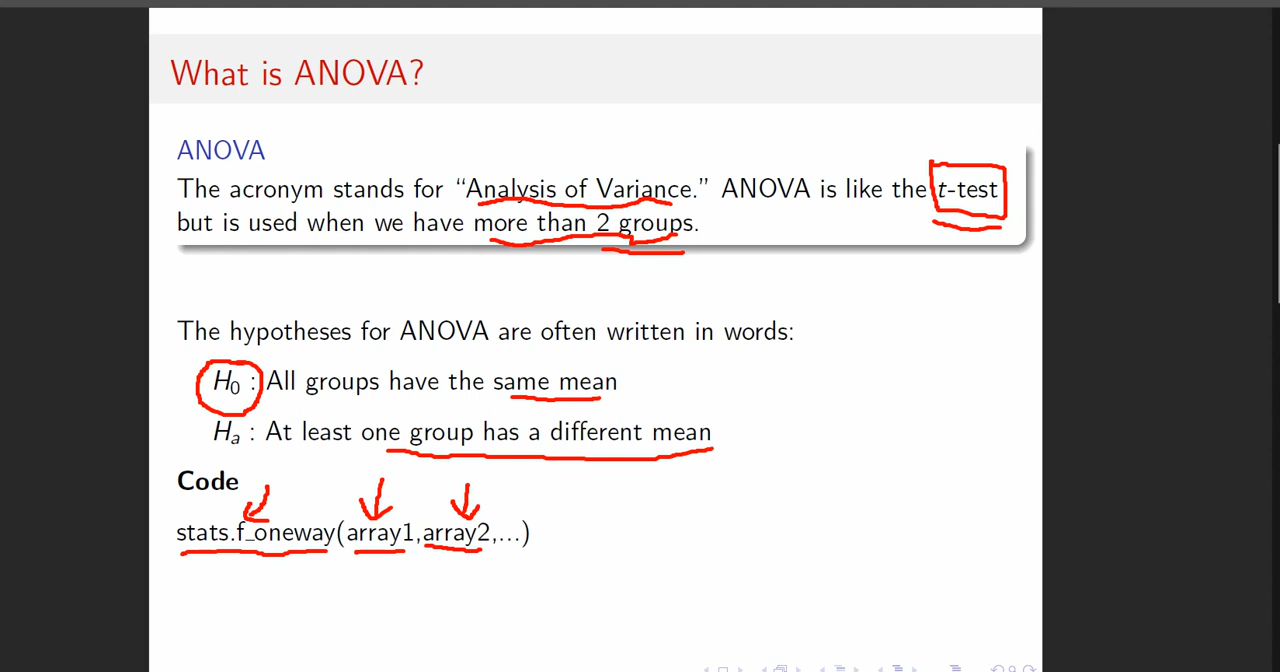 What is ANOVA?
ANOVA
The acronym stands for “Analysis of Variance.” ANOVA is like the t-test
but is used when we have more than 2 groups.
The hypotheses for ANOVA are often written in words:
H₀ : All groups have the same mean
Hₐ : At least one group has a different mean
Code
stats.f_oneway(array1,array2,...)